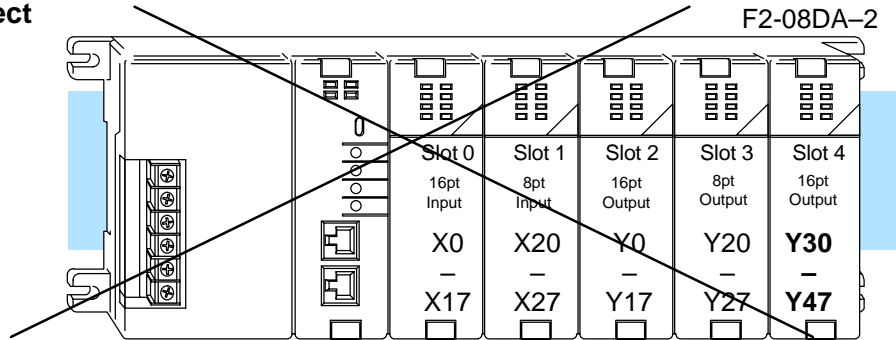 ect
F2-08DA–2
Slot 0 Slot 1 Slot 2 Slot 3 Slot 4
16pt 8pt 16pt 8pt 16pt
Input Input Output Output Output
X0 X20 Y0 Y20 Y30
– – – – –
X17 X27 Y17 Y27 Y47